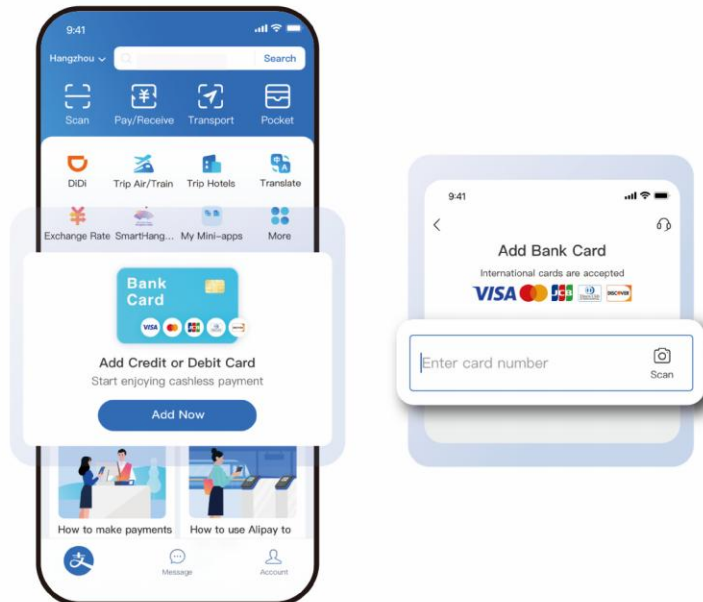 9:41
Hangzhou
Search
Scan
Pay/Receive
Transport
Pocket
DiDi
Trip Air/Train
Trip Hotels
Translate
Exchange Rate
SmartHang...
My Mini-apps
More
Bank
Card
VISA
JCB
Add Credit or Debit Card
Start enjoying cashless payment
Add Now
How to make payments
How to use Alipay to
Message
Account
9:41
Add Bank Card
International cards are accepted
VISA
JCB
DISCOVER
Enter card number
Scan